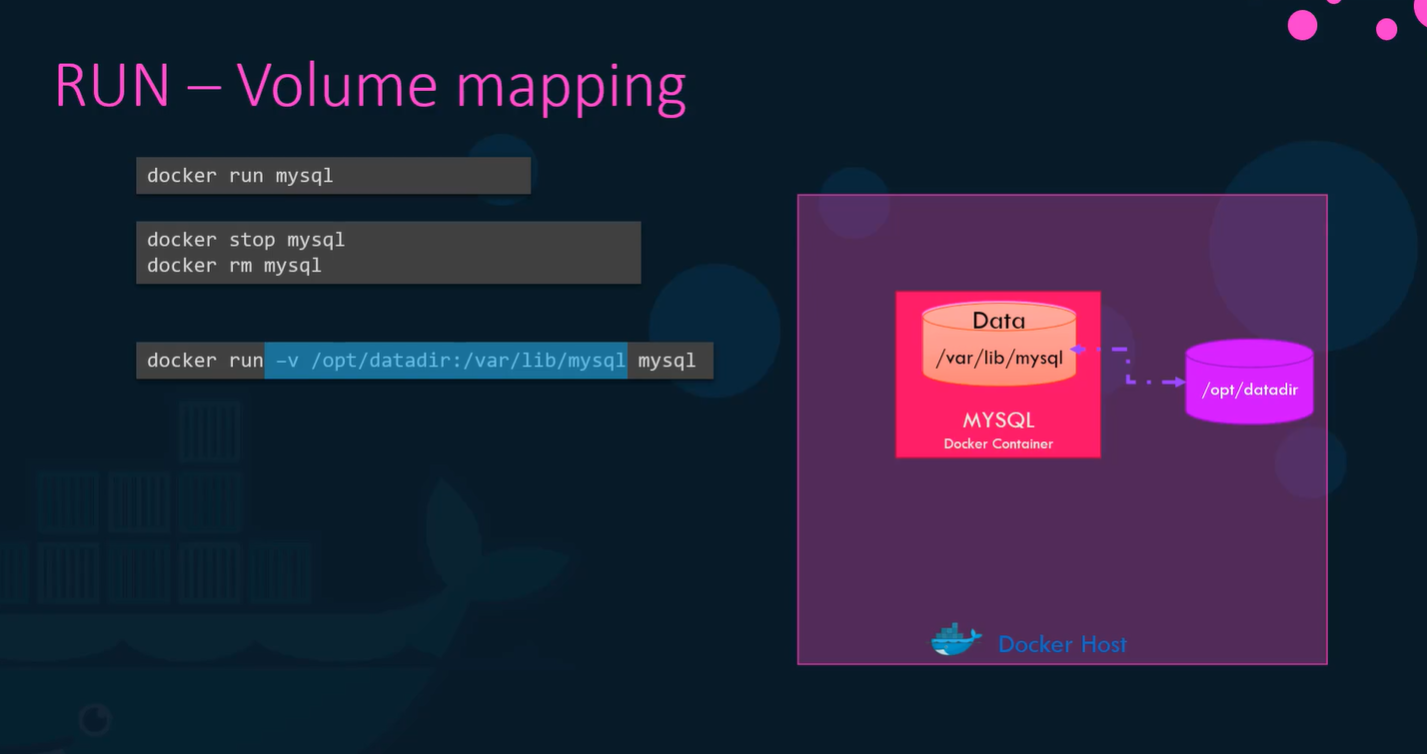 RUN – Volume mapping
docker run mysql
docker stop mysql
docker rm mysql
docker run –v /opt/datadir:/var/lib/mysql mysql
Data
/var/lib/mysql
MYSQL
Docker Container
/opt/datadir
Docker Host